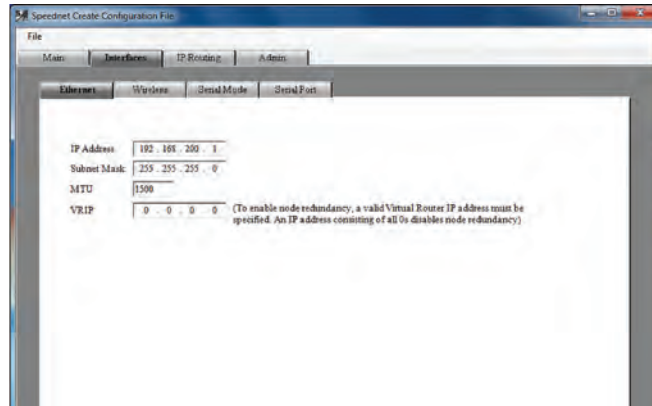 Speednet Create Configuration File
File
Main Interfaces IP Routing Admin
Ethernet Wireless Serial Mode Serial Port
IP Address 192 . 168 . 200 . 1
Subnet Mask 255 . 255 . 255 . 0
MTU 1500
VRIP 0 . 0 . 0 . 0 (To enable node redundancy, a valid Virtual Router IP address must be
specified. An IP address consisting of all 0s disables node redundancy)